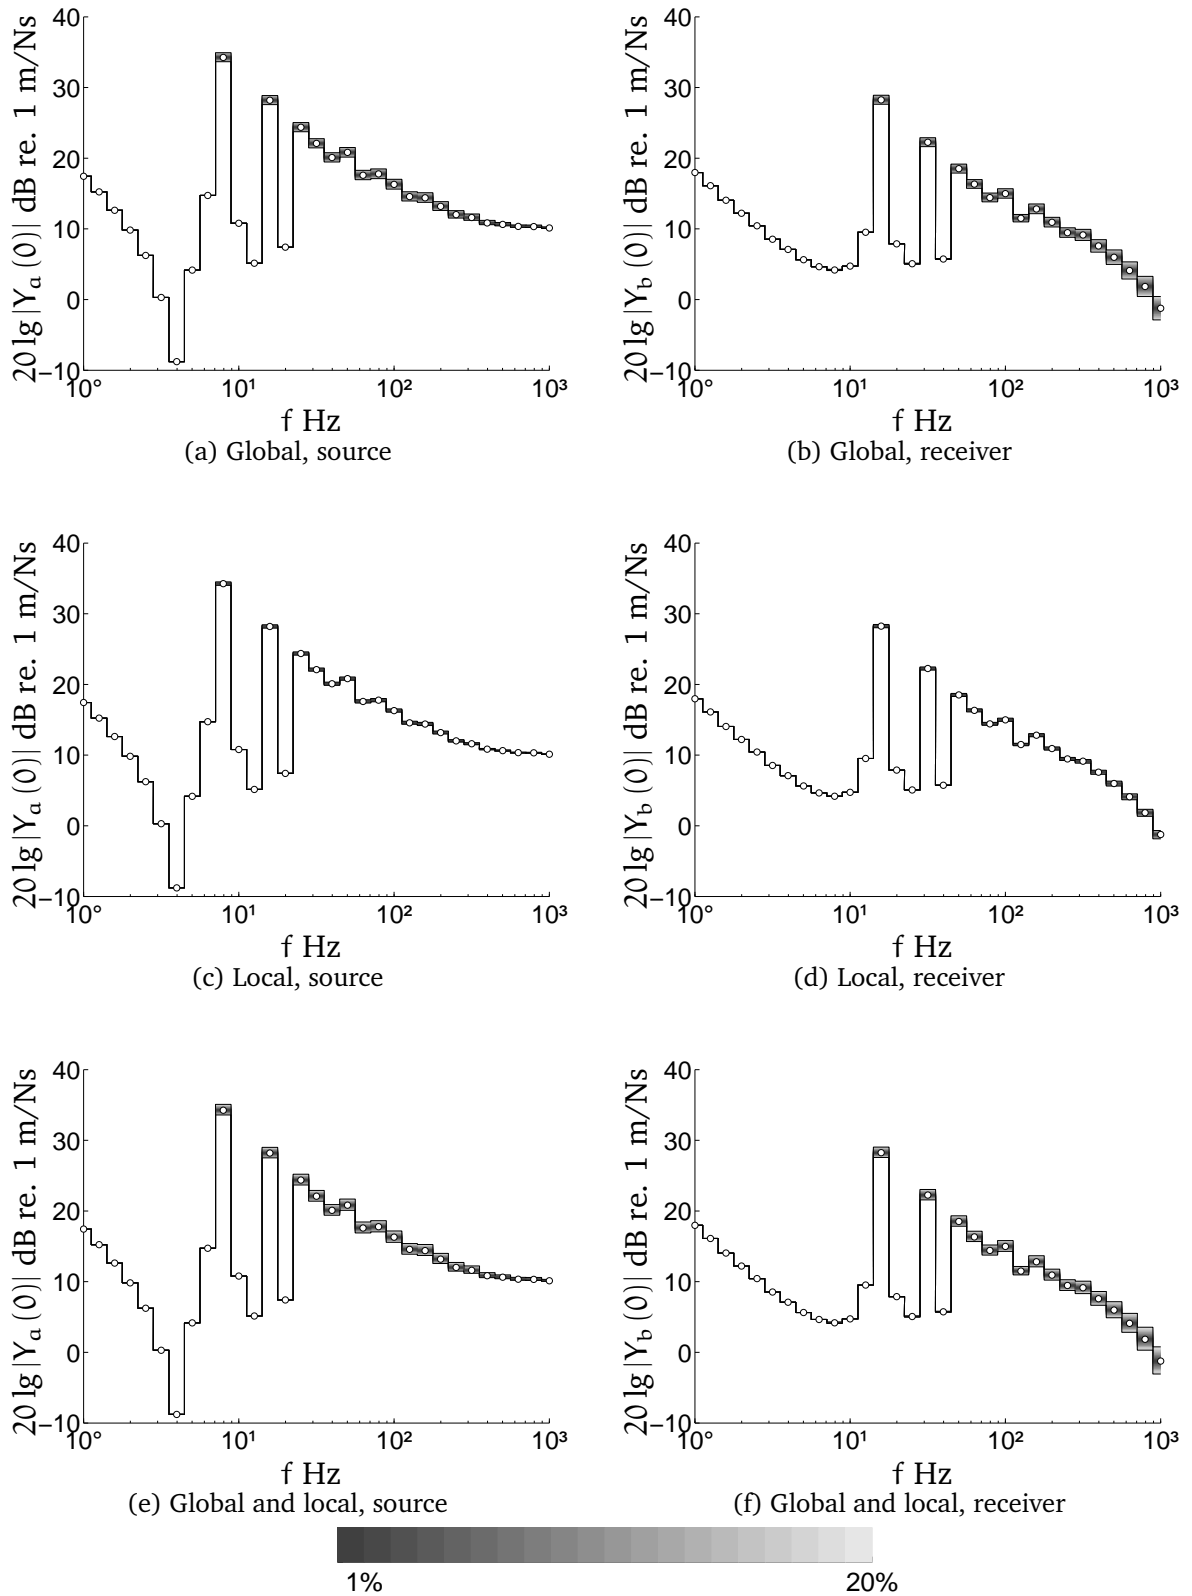 40
30
20
10
0
−10
20 lg |Ya (0)| dB re. 1 m/Ns
10° 10¹ 10² 10³
f Hz
(a) Global, source
40
30
20
10
0
−10
20 lg |Yb (0)| dB re. 1 m/Ns
10° 10¹ 10² 10³
f Hz
(b) Global, receiver
40
30
20
10
0
−10
20 lg |Ya (0)| dB re. 1 m/Ns
10° 10¹ 10² 10³
f Hz
(c) Local, source
40
30
20
10
0
−10
20 lg |Yb (0)| dB re. 1 m/Ns
10° 10¹ 10² 10³
f Hz
(d) Local, receiver
40
30
20
10
0
−10
20 lg |Ya (0)| dB re. 1 m/Ns
10° 10¹ 10² 10³
f Hz
(e) Global and local, source
40
30
20
10
0
−10
20 lg |Yb (0)| dB re. 1 m/Ns
10° 10¹ 10² 10³
f Hz
(f) Global and local, receiver
1% 20%